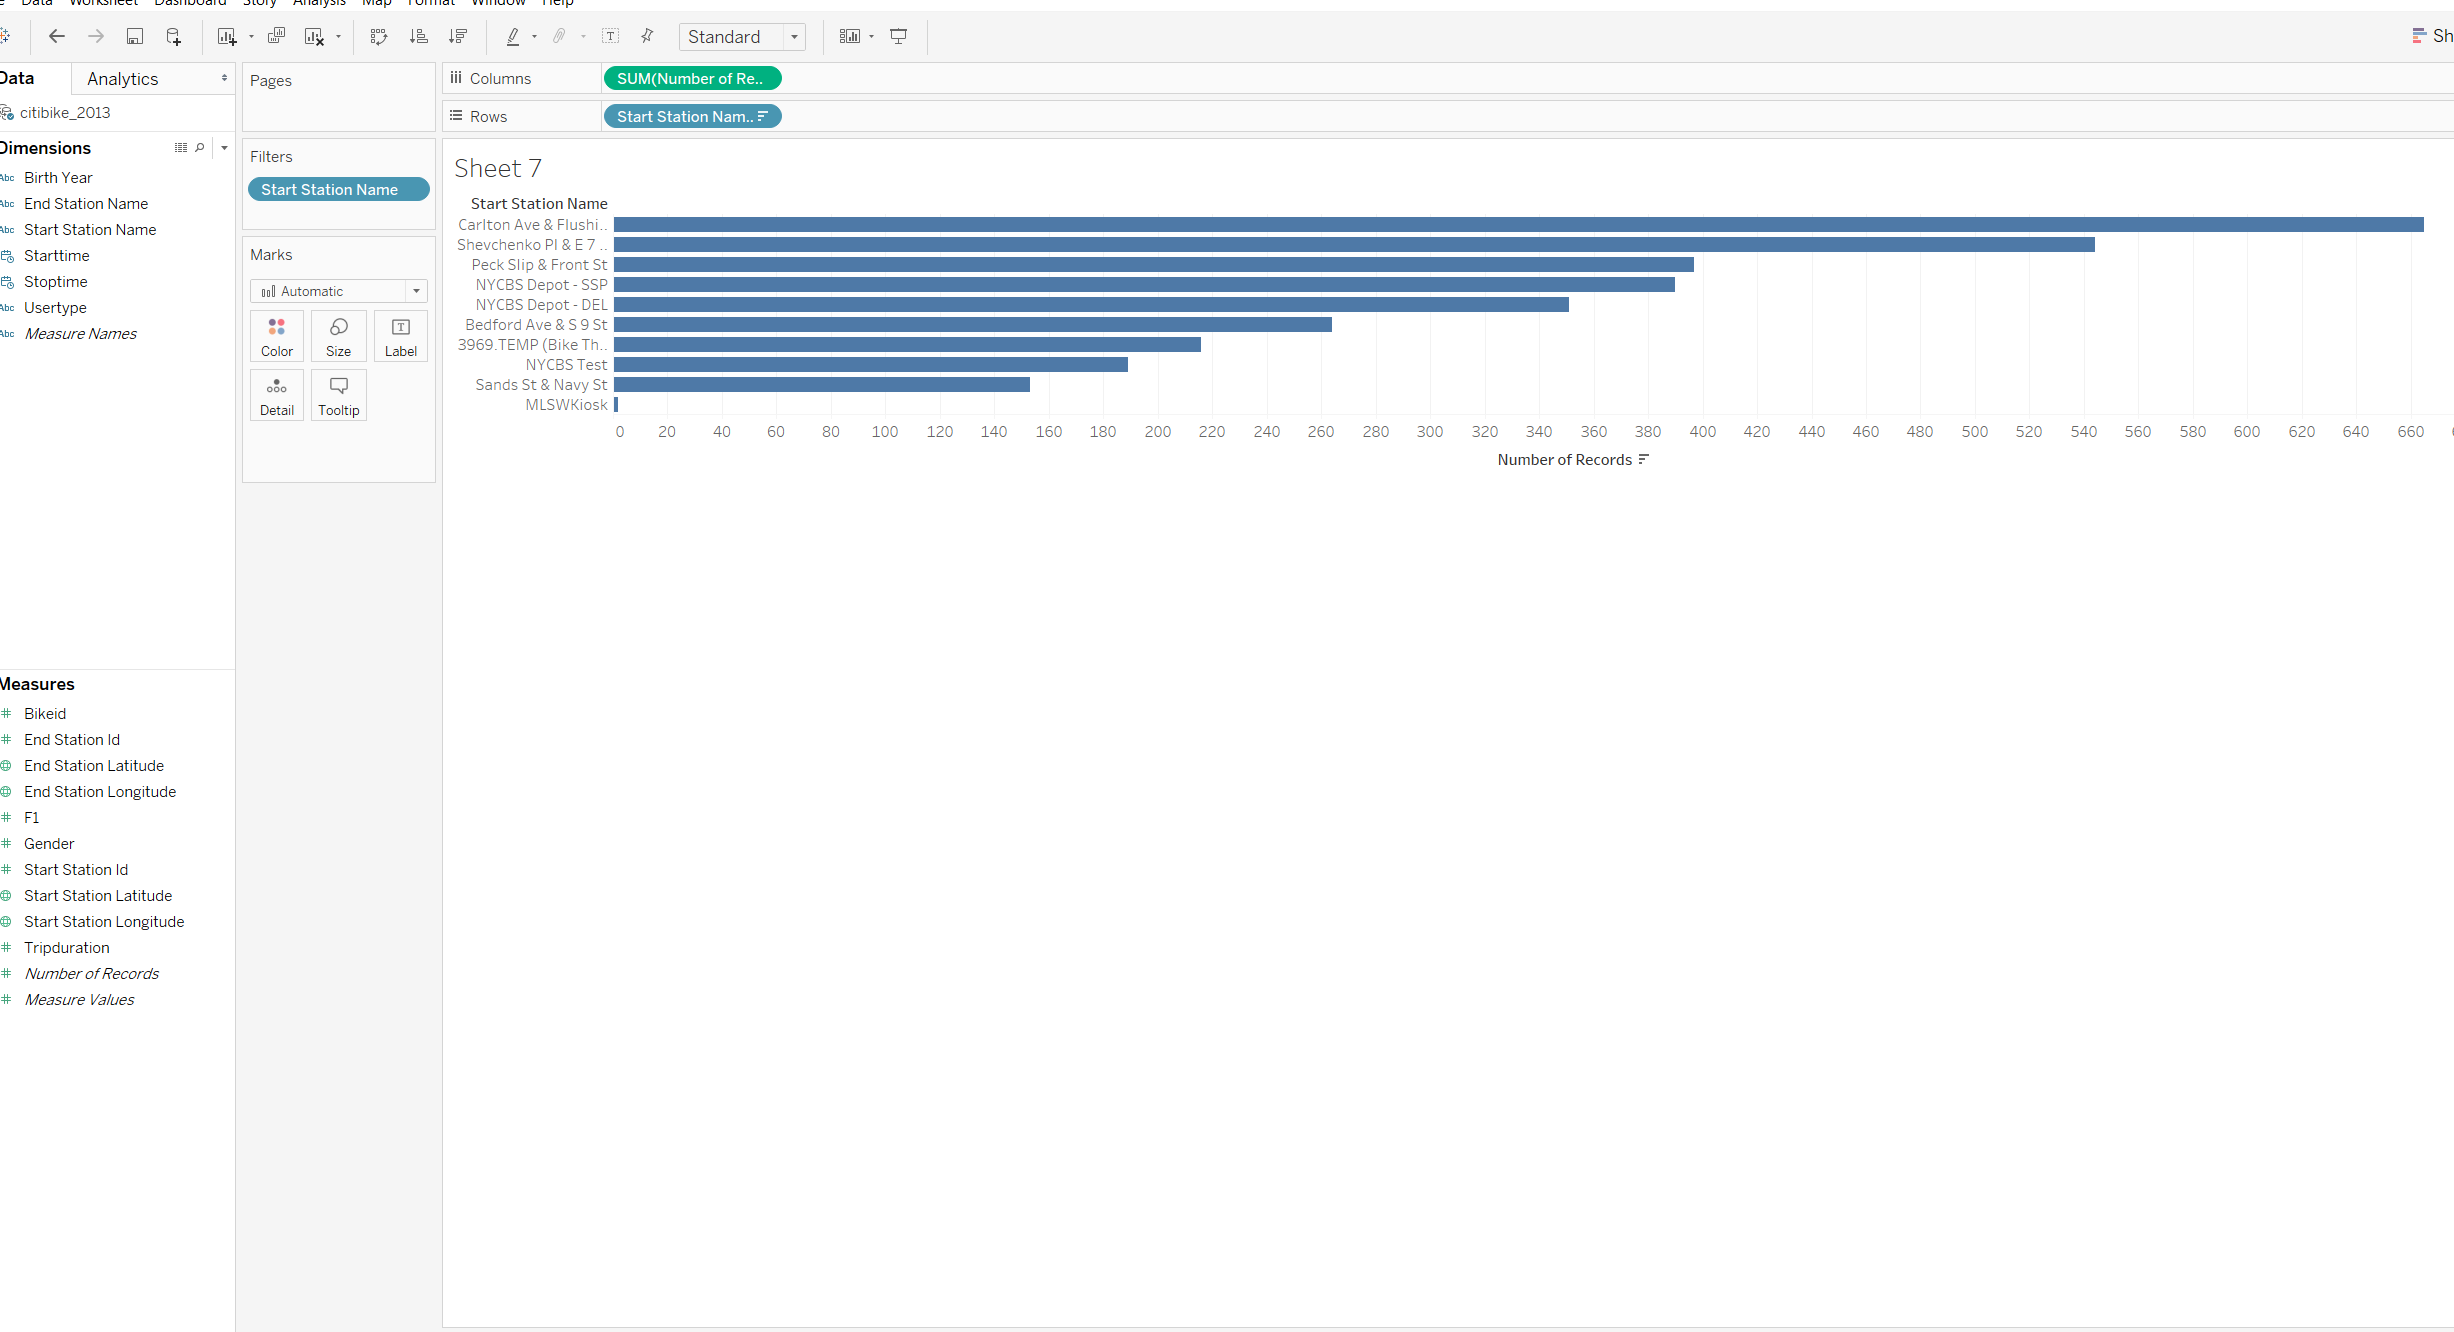 Data Worksheet Dashboard Story Analysis Map Format Window Help
Standard
Sh
Data
Analytics
citibike_2013
Dimensions
Abc Birth Year
Abc End Station Name
Abc Start Station Name
Starttime
Stoptime
Abc Usertype
Abc Measure Names
Measures
# Bikeid
# End Station Id
End Station Latitude
End Station Longitude
# F1
# Gender
# Start Station Id
Start Station Latitude
Start Station Longitude
# Tripduration
# Number of Records
# Measure Values
Pages
Filters
Start Station Name
Marks
Automatic
Color
Size
T
Label
Detail
Tooltip
Columns
SUM(Number of Re..
Rows
Start Station Nam..
Sheet 7
Start Station Name
Carlton Ave & Flushi..
Shevchenko Pl & E 7 ..
Peck Slip & Front St
NYCBS Depot - SSP
NYCBS Depot - DEL
Bedford Ave & S 9 St
3969.TEMP (Bike Th..
NYCBS Test
Sands St & Navy St
MLSWKiosk
0 20 40 60 80 100 120 140 160 180 200 220 240 260 280 300 320 340 360 380 400 420 440 460 480 500 520 540 560 580 600 620 640 660
Number of Records